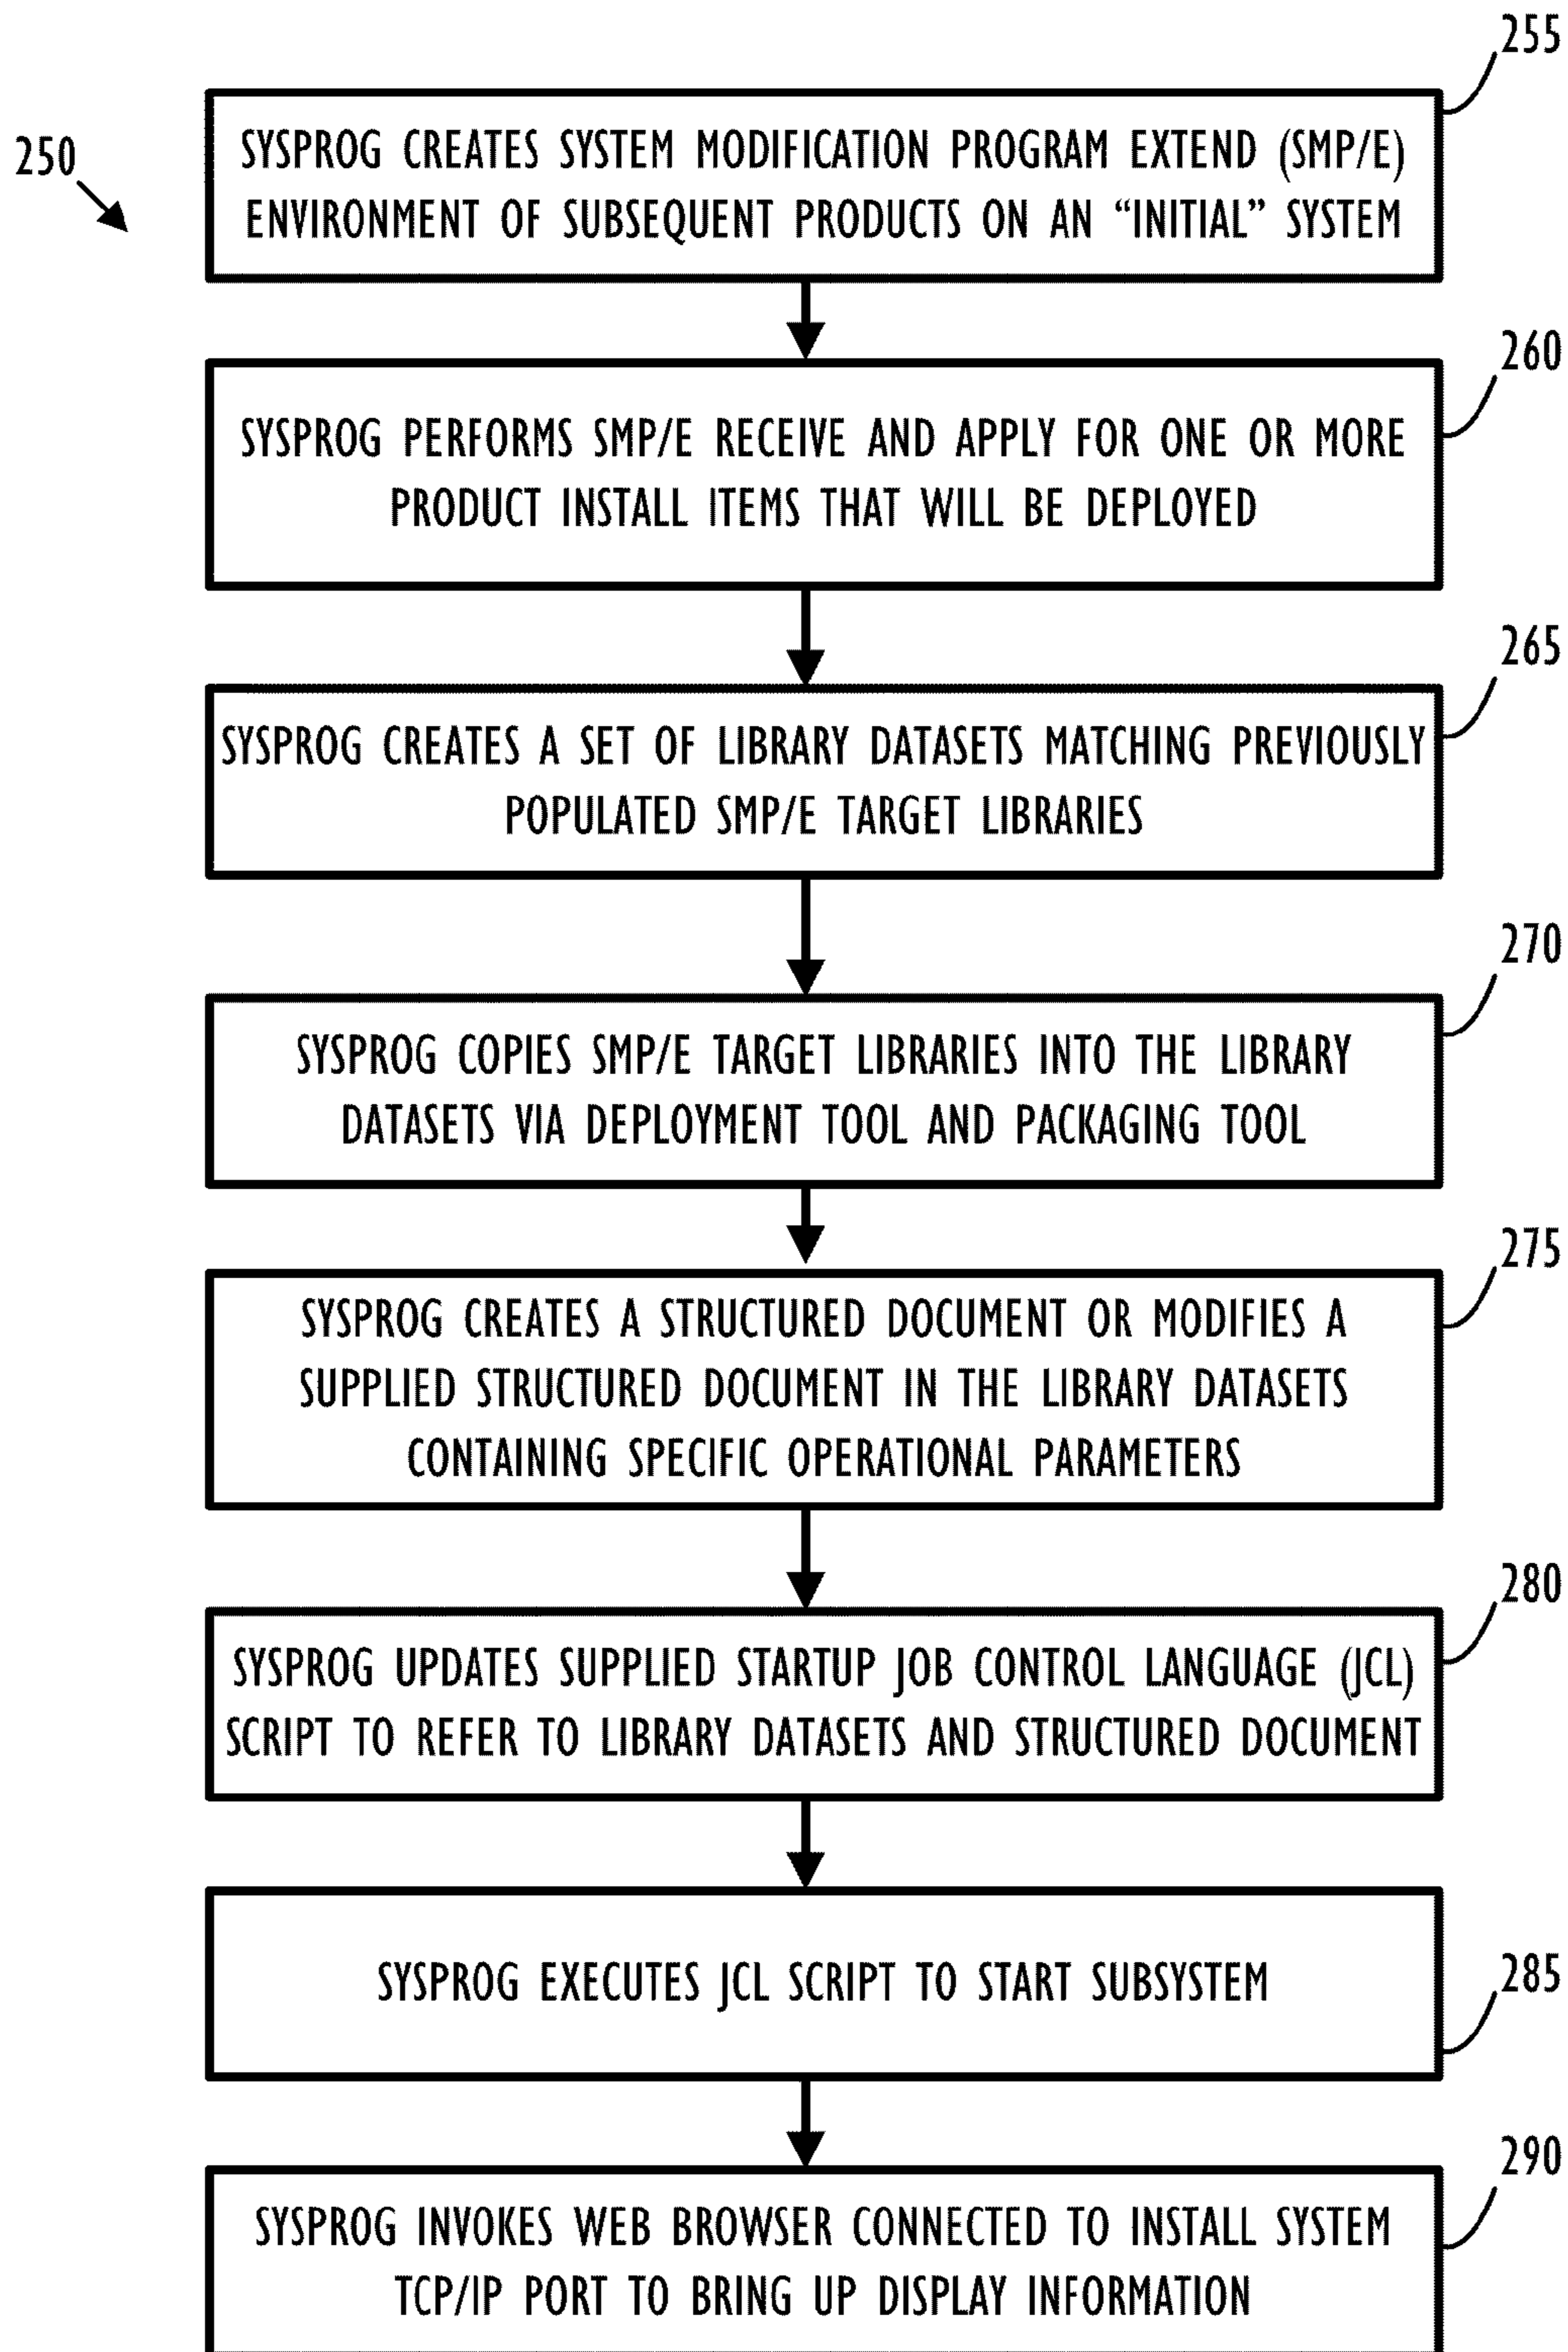 255
250
SYSPROG CREATES SYSTEM MODIFICATION PROGRAM EXTEND (SMP/E)
ENVIRONMENT OF SUBSEQUENT PRODUCTS ON AN “INITIAL” SYSTEM
260
SYSPROG PERFORMS SMP/E RECEIVE AND APPLY FOR ONE OR MORE
PRODUCT INSTALL ITEMS THAT WILL BE DEPLOYED
265
SYSPROG CREATES A SET OF LIBRARY DATASETS MATCHING PREVIOUSLY
POPULATED SMP/E TARGET LIBRARIES
270
SYSPROG COPIES SMP/E TARGET LIBRARIES INTO THE LIBRARY
DATASETS VIA DEPLOYMENT TOOL AND PACKAGING TOOL
275
SYSPROG CREATES A STRUCTURED DOCUMENT OR MODIFIES A
SUPPLIED STRUCTURED DOCUMENT IN THE LIBRARY DATASETS
CONTAINING SPECIFIC OPERATIONAL PARAMETERS
280
SYSPROG UPDATES SUPPLIED STARTUP JOB CONTROL LANGUAGE (JCL)
SCRIPT TO REFER TO LIBRARY DATASETS AND STRUCTURED DOCUMENT
SYSPROG EXECUTES JCL SCRIPT TO START SUBSYSTEM
285
290
SYSPROG INVOKES WEB BROWSER CONNECTED TO INSTALL SYSTEM
TCP/IP PORT TO BRING UP DISPLAY INFORMATION